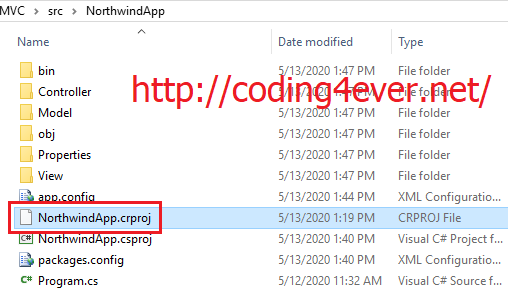 MVC > src > NorthwindApp
Name Date modified Type
bin 5/13/2020 1:47 PM File folder
Controller 5/13/2020 1:47 PM File folder
http://coding4ever.net/
Model 5/13/2020 1:47 PM File folder
obj 5/13/2020 1:47 PM File folder
Properties 5/13/2020 1:47 PM File folder
View 5/13/2020 1:47 PM File folder
app.config 5/13/2020 1:44 PM XML Configuratio...
NorthwindApp.crproj 5/13/2020 1:19 PM CRPROJ File
C# NorthwindApp.csproj 5/13/2020 1:40 PM Visual C# Project f...
packages.config 5/13/2020 1:40 PM XML Configuratio...
C# Program.cs 5/12/2020 11:32 AM Visual C# Source f...